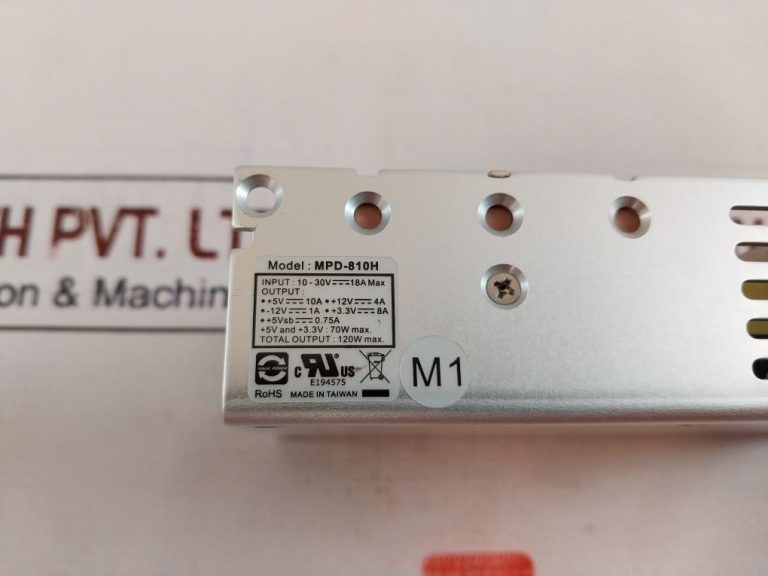 H PVT. LT
on & Machin
Model : MPD-810H
INPUT : 10 - 30V⎓18A Max
OUTPUT :
• +5V⎓10A • +12V⎓4A
• -12V⎓1A • +3.3V⎓8A
• +5Vsb⎓0.75A
+5V and +3.3V : 70W max.
TOTAL OUTPUT : 120W max.
c RU US
E194575
RoHS MADE IN TAIWAN
M1